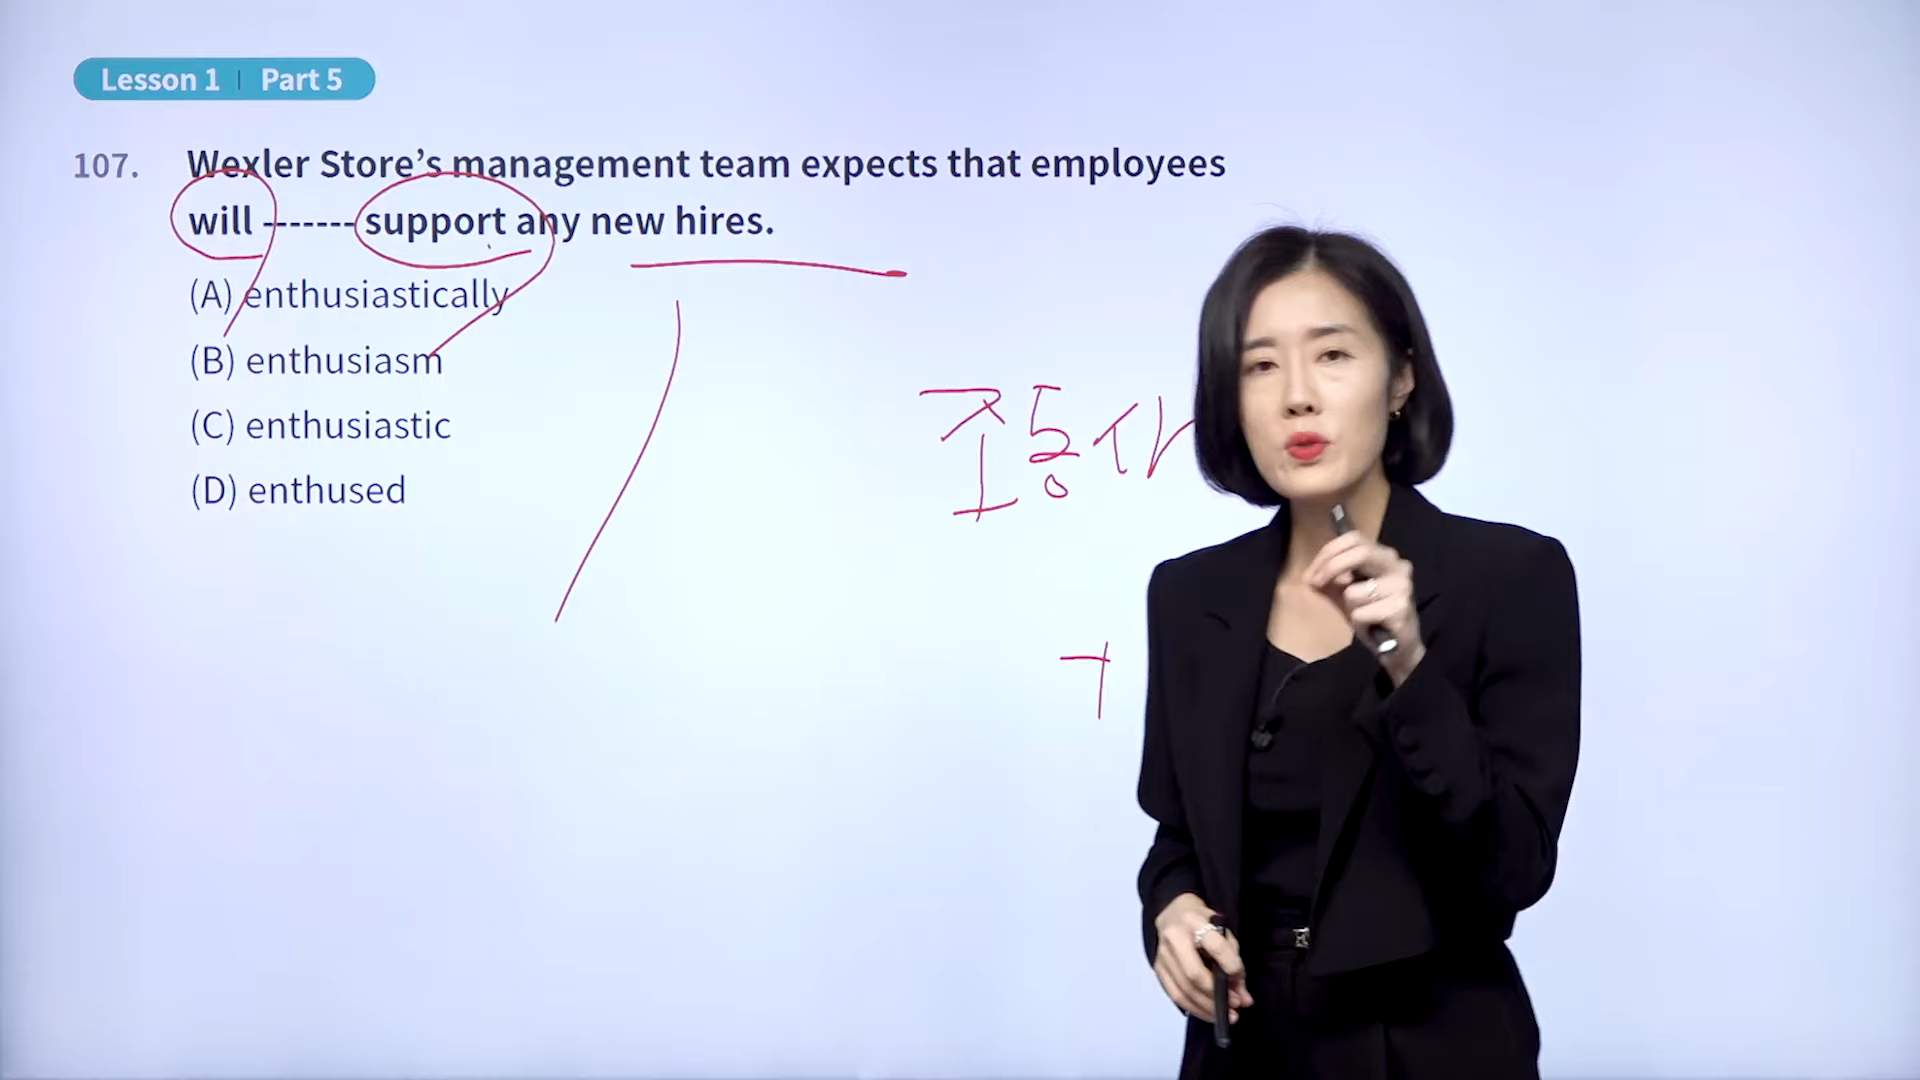 Lesson 1 | Part 5
107. Wexler Store's management team expects that employees
will ------- support any new hires.
(A) enthusiastically
(B) enthusiasm
(C) enthusiastic
(D) enthused
조동사
+